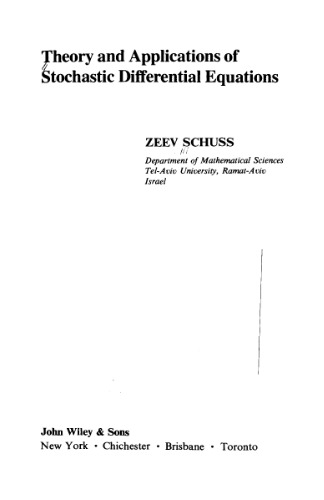 Theory and Applications of
Stochastic Differential Equations
ZEEV SCHUSS
Department of Mathematical Sciences
Tel-Aviv University, Ramat-Aviv
Israel
John Wiley & Sons
New York • Chichester • Brisbane • Toronto